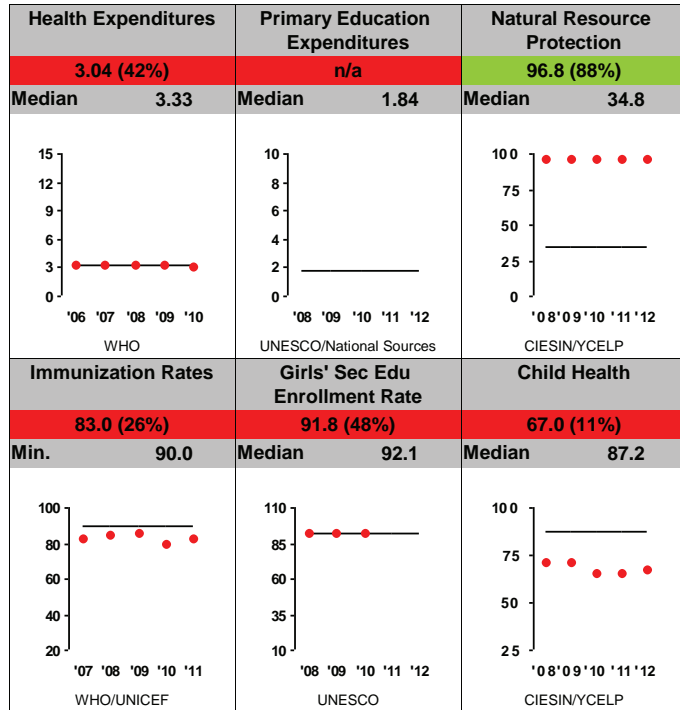 Health Expenditures
3.04 (42%)
Median 3.33
15
12
9
6
3
0
'06 '07 '08 '09 '10
WHO
Primary Education
Expenditures
n/a
Median 1.84
10
8
6
4
2
0
'08 '09 '10 '11 '12
UNESCO/National Sources
Natural Resource
Protection
96.8 (88%)
Median 34.8
100
75
50
25
0
'08'09'10 '11'12
CIESIN/YCELP
Immunization Rates
83.0 (26%)
Min. 90.0
100
80
60
40
20
'07 '08 '09 '10 '11
WHO/UNICEF
Girls' Sec Edu
Enrollment Rate
91.8 (48%)
Median 92.1
110
85
60
35
10
'08 '09 '10 '11 '12
UNESCO
Child Health
67.0 (11%)
Median 87.2
100
75
50
25
'08'09'10 '11'12
CIESIN/YCELP